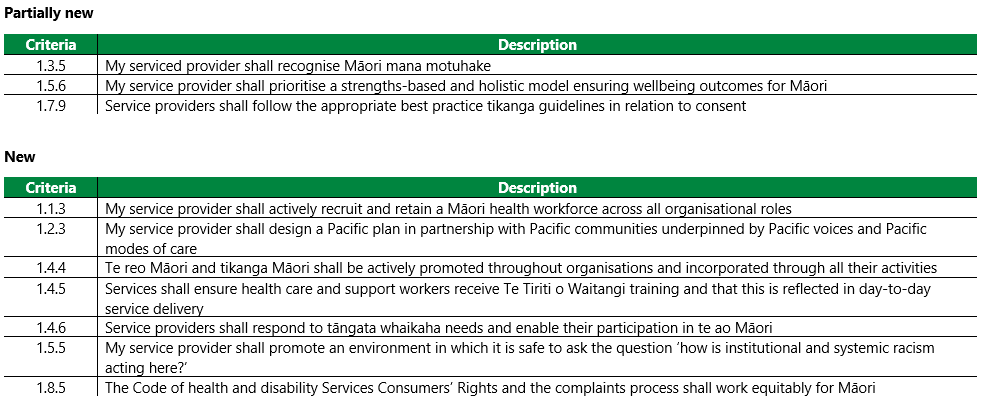 Partially new
Criteria Description
1.3.5 My serviced provider shall recognise Māori mana motuhake
1.5.6 My service provider shall prioritise a strengths-based and holistic model ensuring wellbeing outcomes for Māori
1.7.9 Service providers shall follow the appropriate best practice tikanga guidelines in relation to consent
New
Criteria Description
1.1.3 My service provider shall actively recruit and retain a Māori health workforce across all organisational roles
1.2.3 My service provider shall design a Pacific plan in partnership with Pacific communities underpinned by Pacific voices and Pacific
modes of care
1.4.4 Te reo Māori and tikanga Māori shall be actively promoted throughout organisations and incorporated through all their activities
1.4.5 Services shall ensure health care and support workers receive Te Tiriti o Waitangi training and that this is reflected in day-to-day
service delivery
1.4.6 Service providers shall respond to tāngata whaikaha needs and enable their participation in te ao Māori
1.5.5 My service provider shall promote an environment in which it is safe to ask the question ‘how is institutional and systemic racism
acting here?’
1.8.5 The Code of health and disability Services Consumers’ Rights and the complaints process shall work equitably for Māori